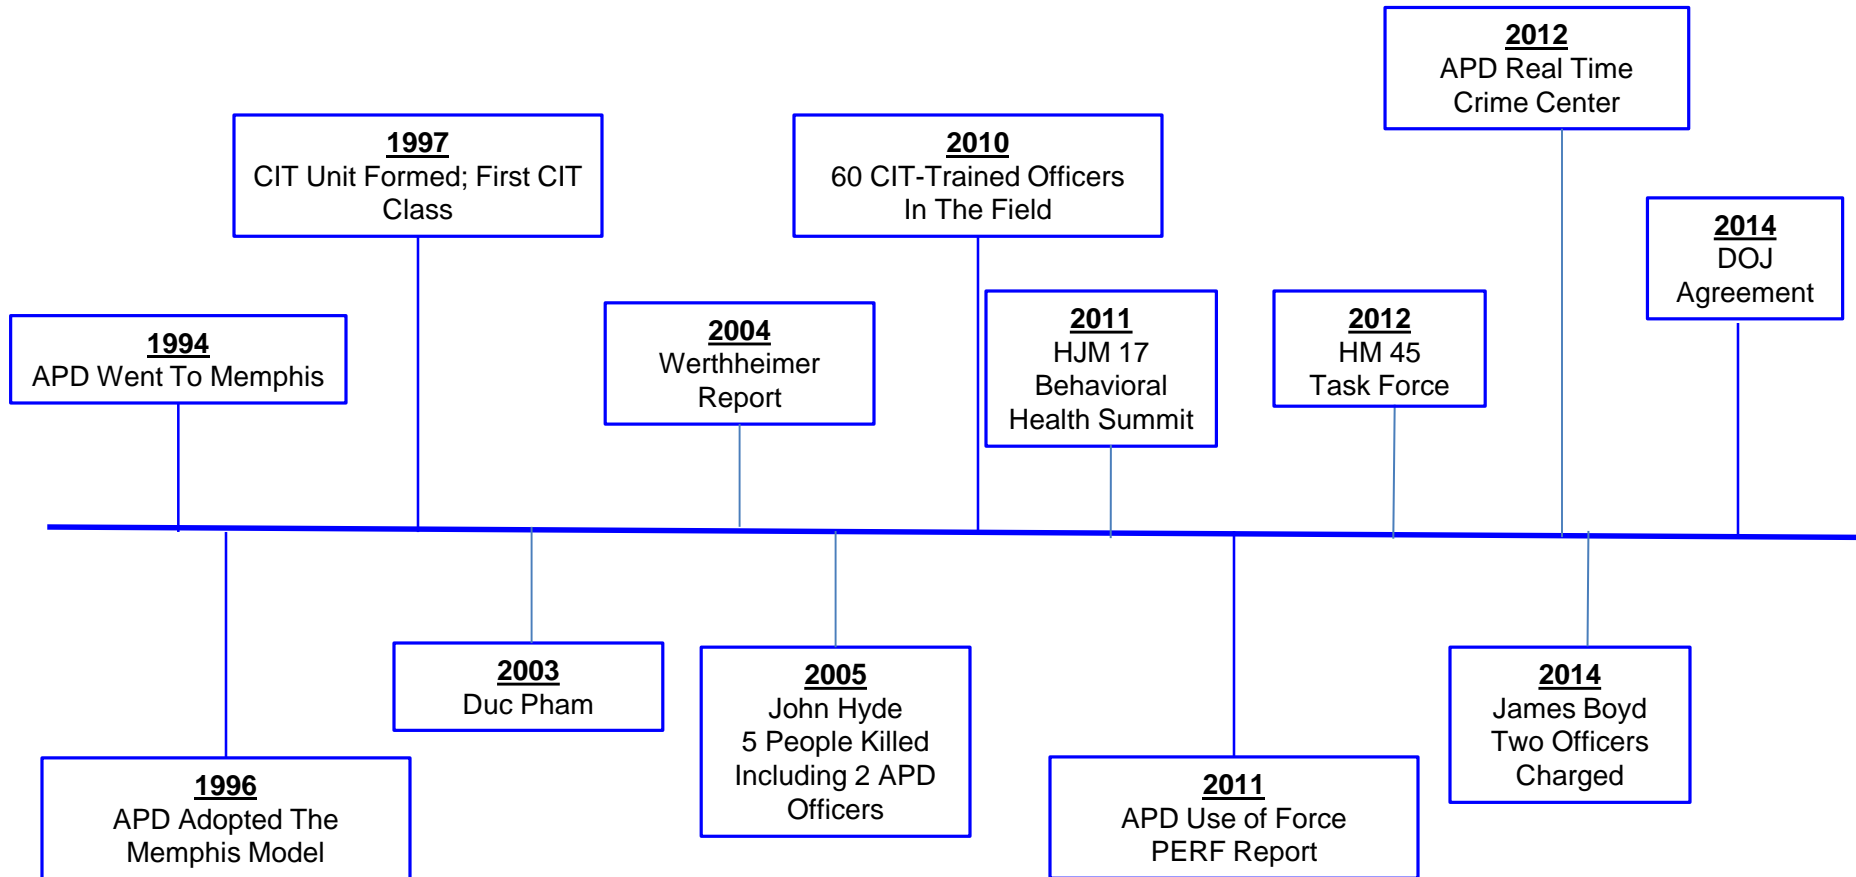 1994
APD Went To Memphis
1996
APD Adopted The
Memphis Model
1997
CIT Unit Formed; First CIT
Class
2003
Duc Pham
2004
Werthheimer
Report
2005
John Hyde
5 People Killed
Including 2 APD
Officers
2010
60 CIT-Trained Officers
In The Field
2011
HJM 17
Behavioral
Health Summit
2011
APD Use of Force
PERF Report
2012
HM 45
Task Force
2012
APD Real Time
Crime Center
2014
James Boyd
Two Officers
Charged
2014
DOJ
Agreement